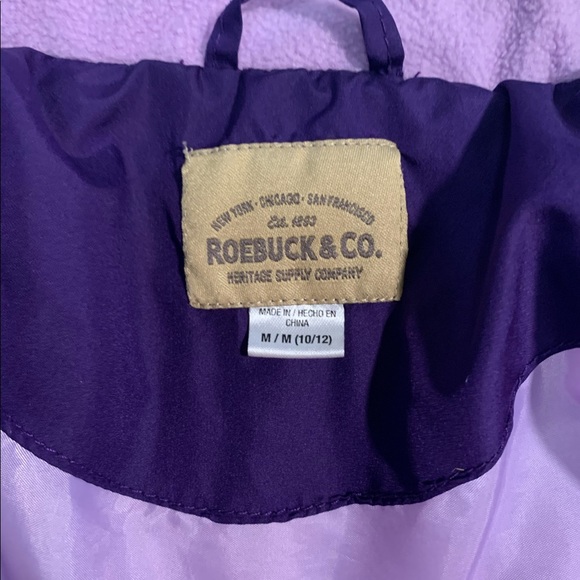 NEW YORK · CHICAGO · SAN FRANCISCO
Est. 1893
ROEBUCK & CO.
HERITAGE SUPPLY COMPANY
MADE IN / HECHO EN
CHINA
M / M (10/12)